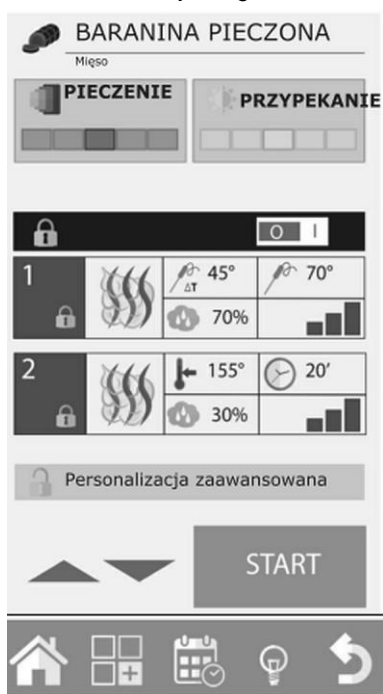 BARANINA PIECZONA
Mięso
PIECZENIE
PRZYPEKANIE
O I
1
ΔT
45°
70°
70%
2
155°
20′
30%
Personalizacja zaawansowana
START